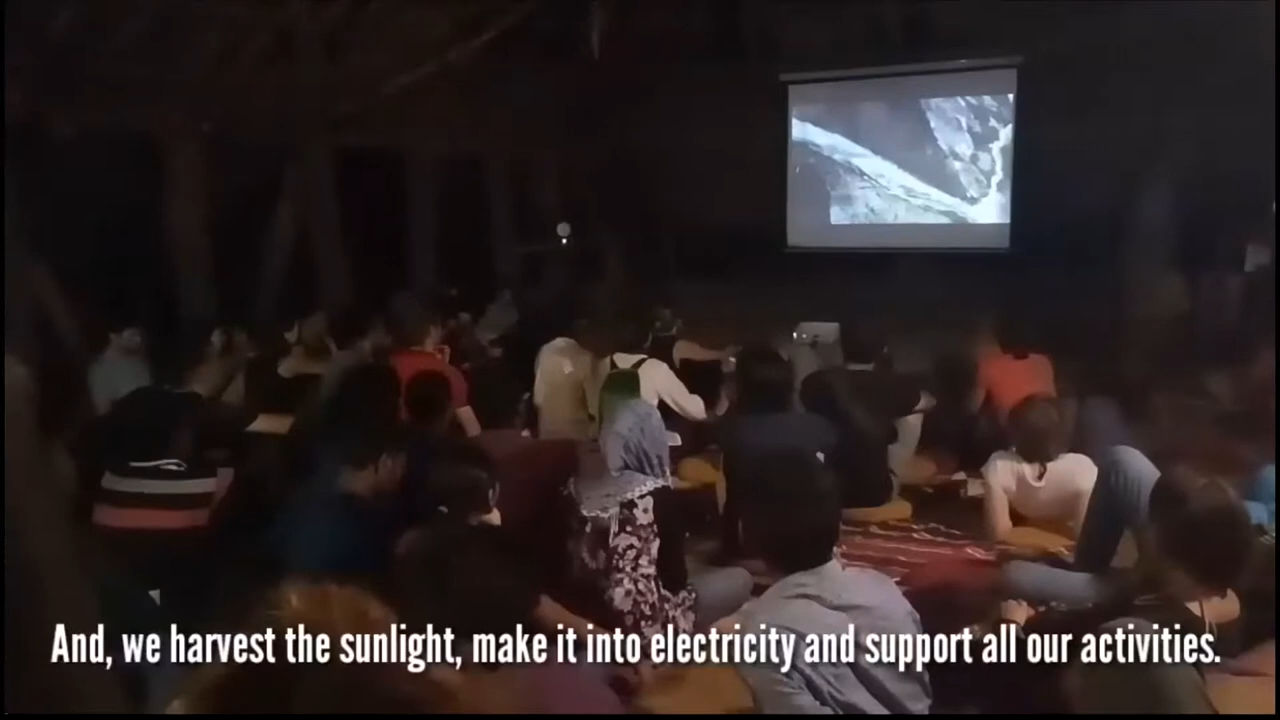 And, we harvest the sunlight, make it into electricity and support all our activities.